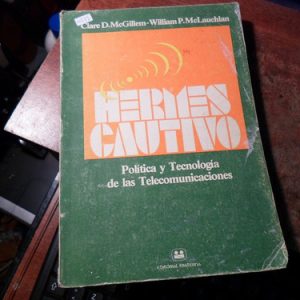 Clare D. McGillem - William P. McLauchlan
HERMES
CAUTIVO
Política y Tecnología
de las Telecomunicaciones